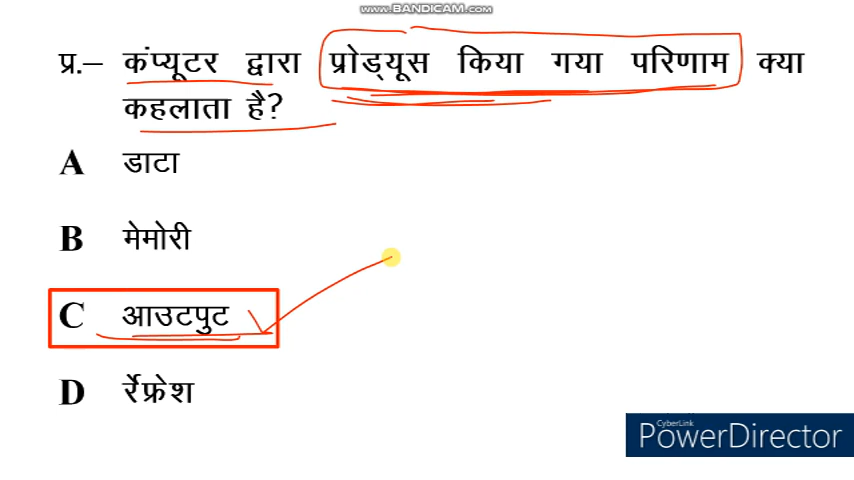 WWW.BANDICAM.COM
प्र.– कंप्यूटर द्वारा प्रोड्यूस किया गया परिणाम क्या
कहलाता है?
A डाटा
B मेमोरी
C आउटपुट
D र्रेफ्रेश
CyberLink
PowerDirector